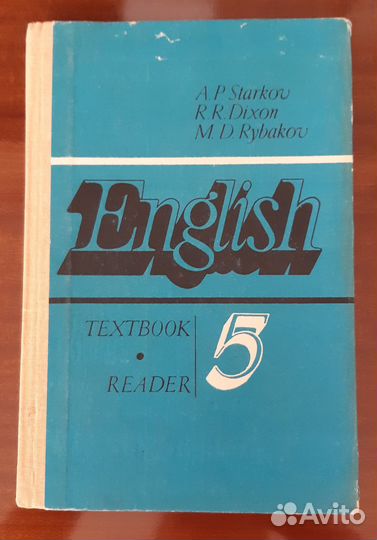 A.P. Starkov
R.R. Dixon
M.D. Rybakov
English
TEXTBOOK
5
READER
Avito